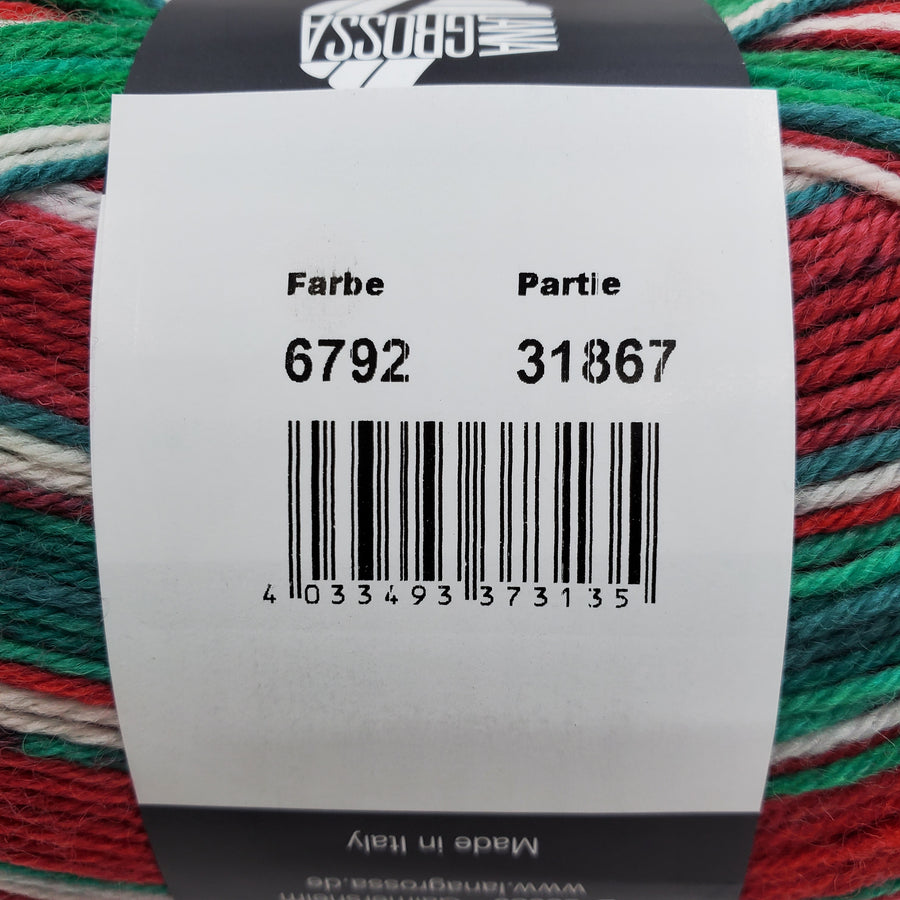 LANA
GROSSA
Farbe Partie
6792 31867
4 033493 373135
Made in Italy
www.lanagrossa.de